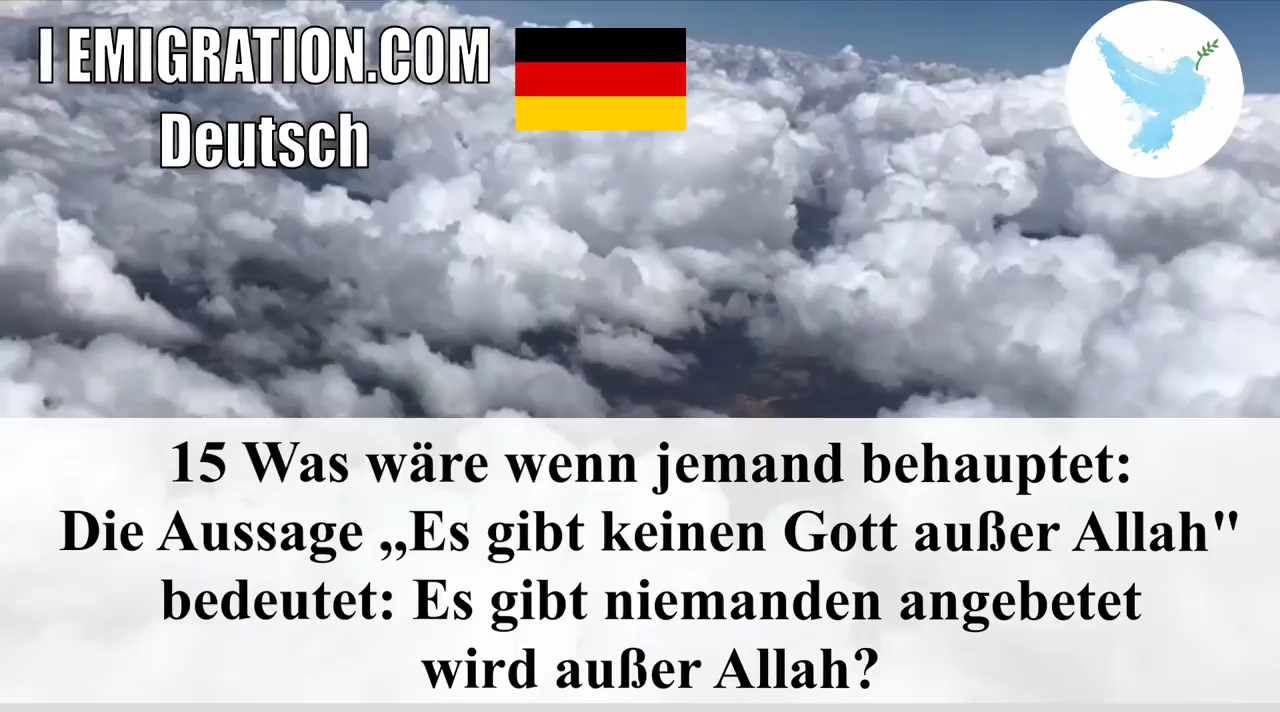 I EMIGRATION.COM
Deutsch
15 Was wäre wenn jemand behauptet:
Die Aussage „Es gibt keinen Gott außer Allah"
bedeutet: Es gibt niemanden angebetet
wird außer Allah?